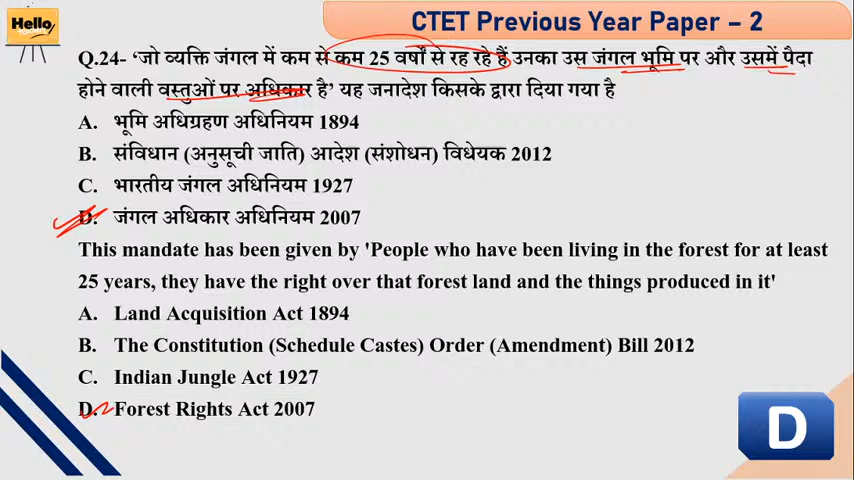 Hello
CTET Previous Year Paper – 2
Q.24- 'जो व्यक्ति जंगल में कम से कम 25 वर्षों से रह रहे हैं उनका उस जंगल भूमि पर और उसमें पैदा
होने वाली वस्तुओं पर अधिकार है' यह जनादेश किसके द्वारा दिया गया है
A. भूमि अधिग्रहण अधिनियम 1894
B. संविधान (अनुसूची जाति) आदेश (संशोधन) विधेयक 2012
C. भारतीय जंगल अधिनियम 1927
D. जंगल अधिकार अधिनियम 2007
This mandate has been given by 'People who have been living in the forest for at least
25 years, they have the right over that forest land and the things produced in it'
A. Land Acquisition Act 1894
B. The Constitution (Schedule Castes) Order (Amendment) Bill 2012
C. Indian Jungle Act 1927
D. Forest Rights Act 2007
D